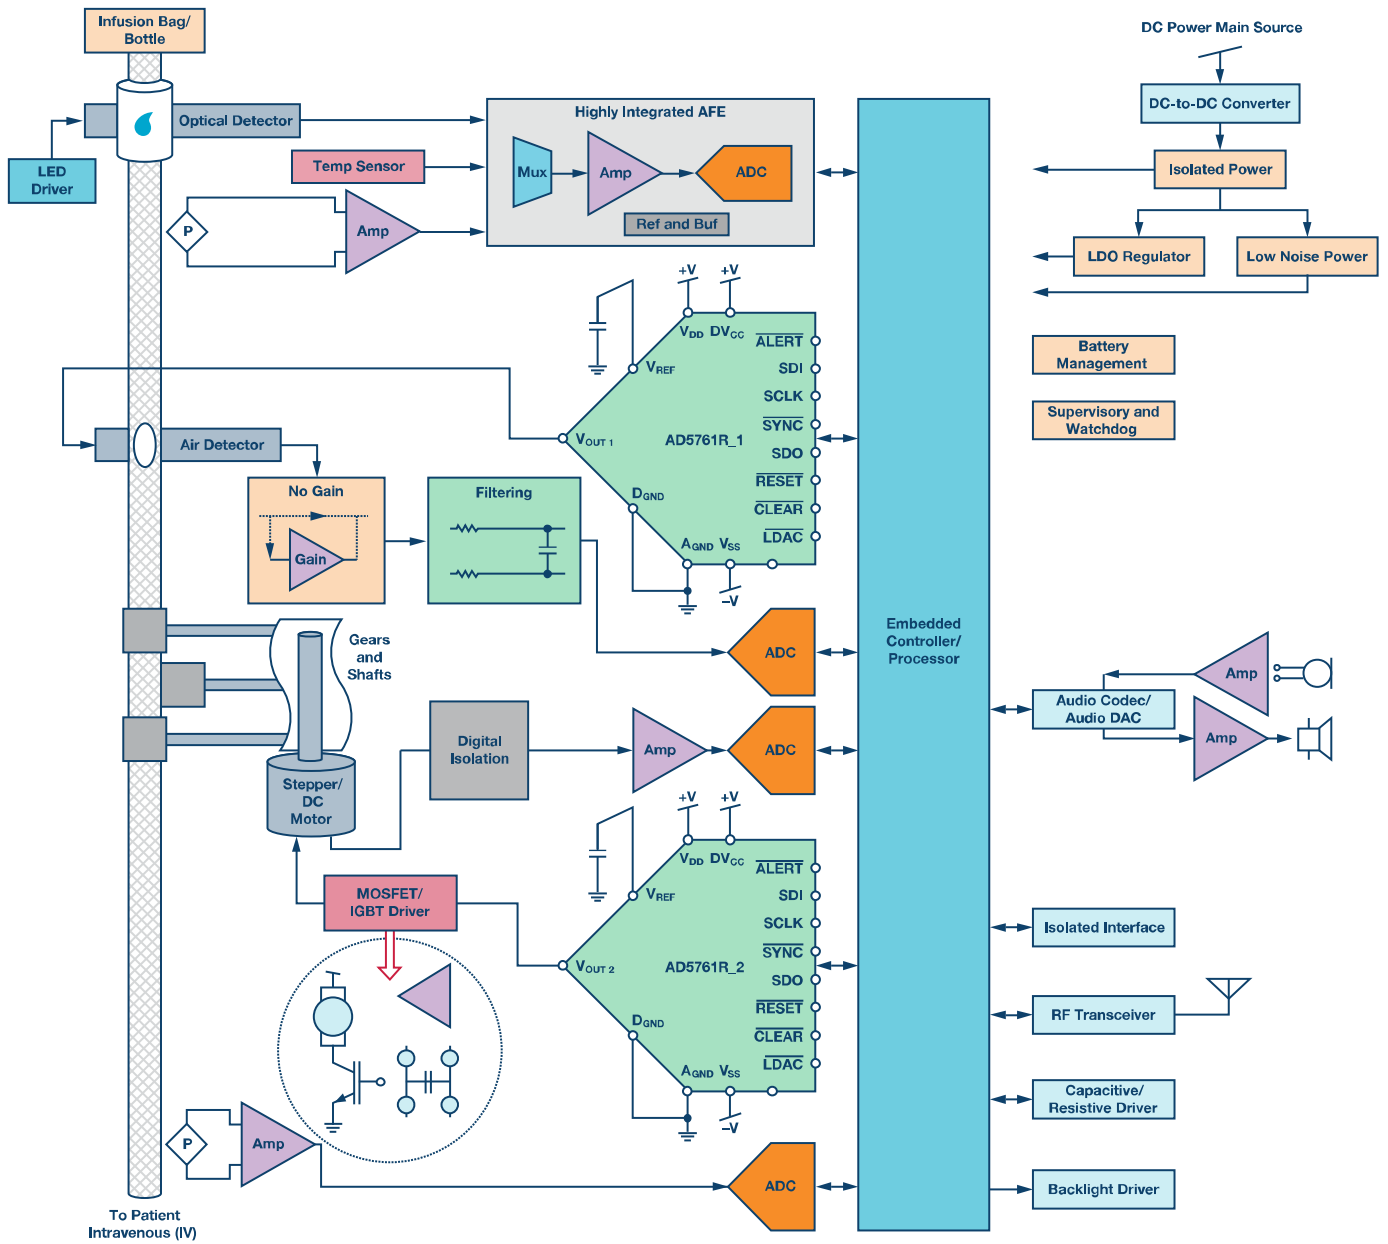 Infusion Bag/
Bottle
Optical Detector
LED
Driver
Temp Sensor
P
Amp
Highly Integrated AFE
Mux
Amp
ADC
Ref and Buf
DC Power Main Source
DC-to-DC Converter
Isolated Power
LDO Regulator
Low Noise Power
Battery
Management
Supervisory and
Watchdog
+V
+V
VDD DVCC
ALERT
VREF
SDI
SCLK
SYNC
VOUT 1
AD5761R_1
SDO
RESET
DGND
CLEAR
LDAC
AGND VSS
–V
Air Detector
No Gain
Gain
Filtering
ADC
Embedded
Controller/
Processor
Gears
and
Shafts
Stepper/
DC
Motor
Digital
Isolation
Amp
ADC
Audio Codec/
Audio DAC
Amp
Amp
+V
+V
VDD DVCC
ALERT
VREF
SDI
SCLK
SYNC
VOUT 2
AD5761R_2
SDO
RESET
DGND
CLEAR
LDAC
AGND VSS
–V
MOSFET/
IGBT Driver
Isolated Interface
RF Transceiver
Capacitive/
Resistive Driver
Backlight Driver
P
Amp
ADC
To Patient
Intravenous (IV)